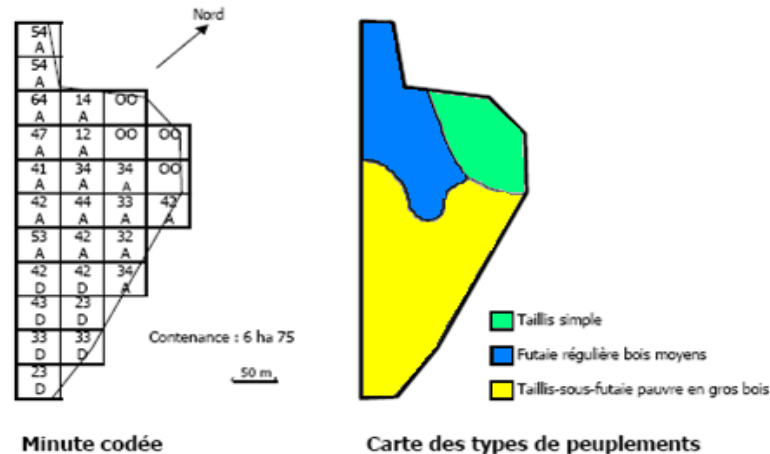 Nord
54
A
54
A
64 14 OO
A A
47 12 OO OO
A A
41 34 34 OO
A A A
42 44 33 42
A A A A
53 42 32
A A A
42 42 34
D D A
43 23
D D
33 33
D D
23
D
Contenance : 6 ha 75
50 m
Taillis simple
Futaie régulière bois moyens
Taillis-sous-futaie pauvre en gros bois
Minute codée
Carte des types de peuplements